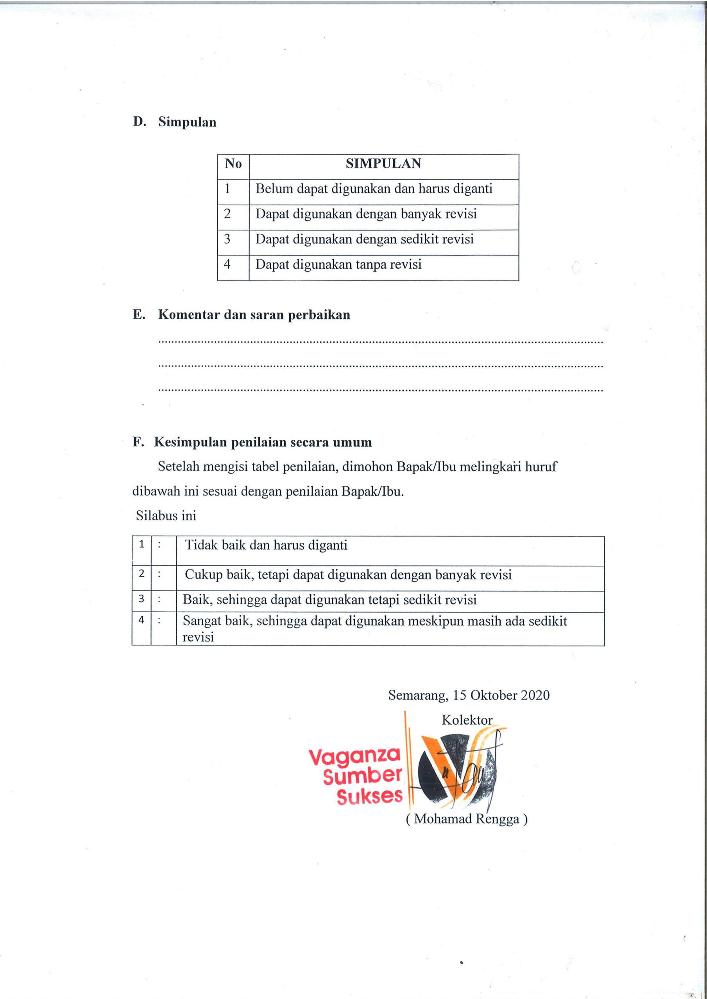 D. Simpulan
No SIMPULAN
1 Belum dapat digunakan dan harus diganti
2 Dapat digunakan dengan banyak revisi
3 Dapat digunakan dengan sedikit revisi
4 Dapat digunakan tanpa revisi
E. Komentar dan saran perbaikan
....................................................................................................................................
....................................................................................................................................
....................................................................................................................................
F. Kesimpulan penilaian secara umum
Setelah mengisi tabel penilaian, dimohon Bapak/Ibu melingkari huruf
dibawah ini sesuai dengan penilaian Bapak/Ibu.
Silabus ini
1 : Tidak baik dan harus diganti
2 : Cukup baik, tetapi dapat digunakan dengan banyak revisi
3 : Baik, sehingga dapat digunakan tetapi sedikit revisi
4 : Sangat baik, sehingga dapat digunakan meskipun masih ada sedikit
revisi
Semarang, 15 Oktober 2020
Kolektor
Vaganza
Sumber
Sukses
( Mohamad Rengga )